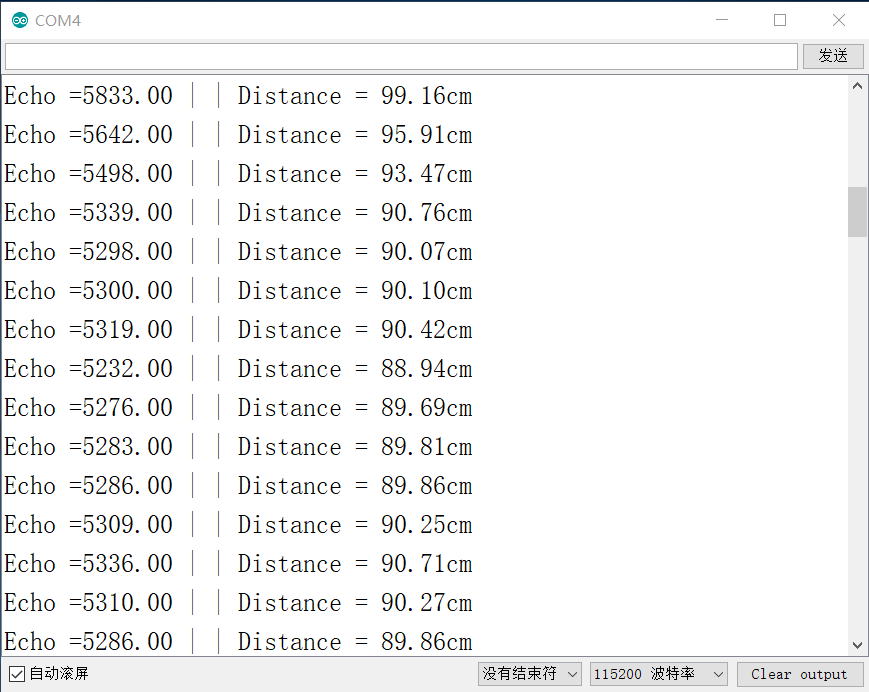 COM4
发送
Echo =5833.00 | | Distance = 99.16cm
Echo =5642.00 | | Distance = 95.91cm
Echo =5498.00 | | Distance = 93.47cm
Echo =5339.00 | | Distance = 90.76cm
Echo =5298.00 | | Distance = 90.07cm
Echo =5300.00 | | Distance = 90.10cm
Echo =5319.00 | | Distance = 90.42cm
Echo =5232.00 | | Distance = 88.94cm
Echo =5276.00 | | Distance = 89.69cm
Echo =5283.00 | | Distance = 89.81cm
Echo =5286.00 | | Distance = 89.86cm
Echo =5309.00 | | Distance = 90.25cm
Echo =5336.00 | | Distance = 90.71cm
Echo =5310.00 | | Distance = 90.27cm
Echo =5286.00 | | Distance = 89.86cm
自动滚屏 没有结束符 115200 波特率 Clear output